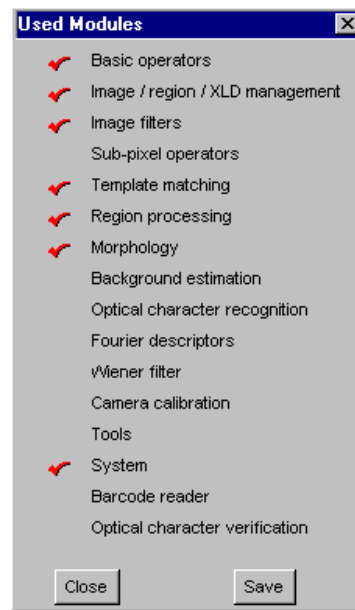 Used Modules
Basic operators
Image / region / XLD management
Image filters
Sub-pixel operators
Template matching
Region processing
Morphology
Background estimation
Optical character recognition
Fourier descriptors
Wiener filter
Camera calibration
Tools
System
Barcode reader
Optical character verification
Close Save